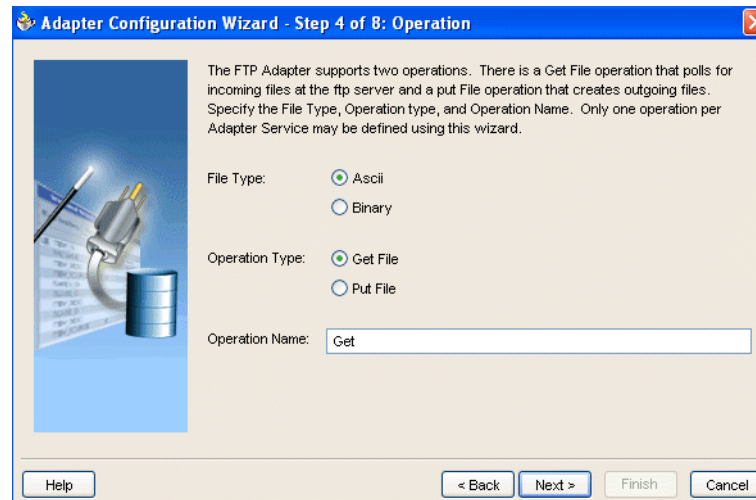 Adapter Configuration Wizard - Step 4 of 8: Operation
The FTP Adapter supports two operations. There is a Get File operation that polls for
incoming files at the ftp server and a put File operation that creates outgoing files.
Specify the File Type, Operation type, and Operation Name. Only one operation per
Adapter Service may be defined using this wizard.
File Type:
Ascii
Binary
Operation Type:
Get File
Put File
Operation Name:
Get
Help
< Back
Next >
Finish
Cancel